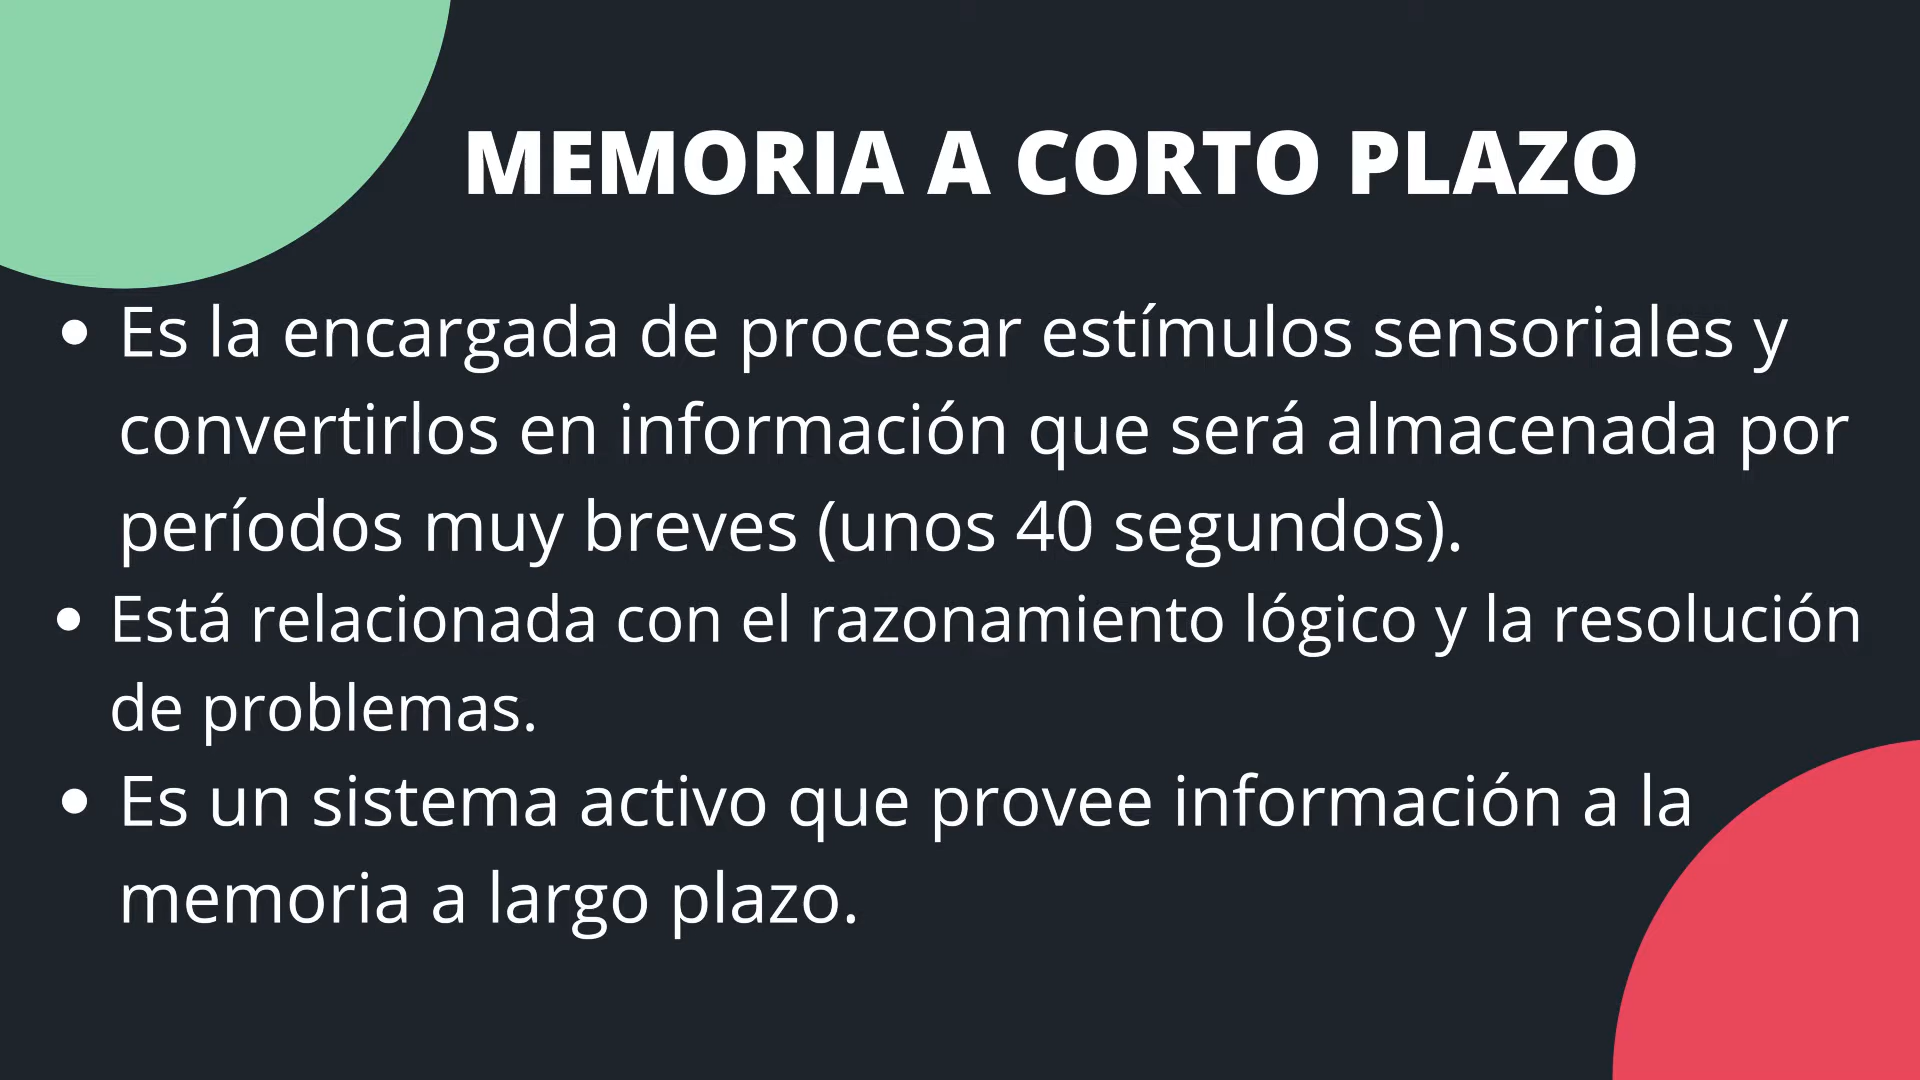 MEMORIA A CORTO PLAZO
• Es la encargada de procesar estímulos sensoriales y
convertirlos en información que será almacenada por
períodos muy breves (unos 40 segundos).
• Está relacionada con el razonamiento lógico y la resolución
de problemas.
• Es un sistema activo que provee información a la
memoria a largo plazo.